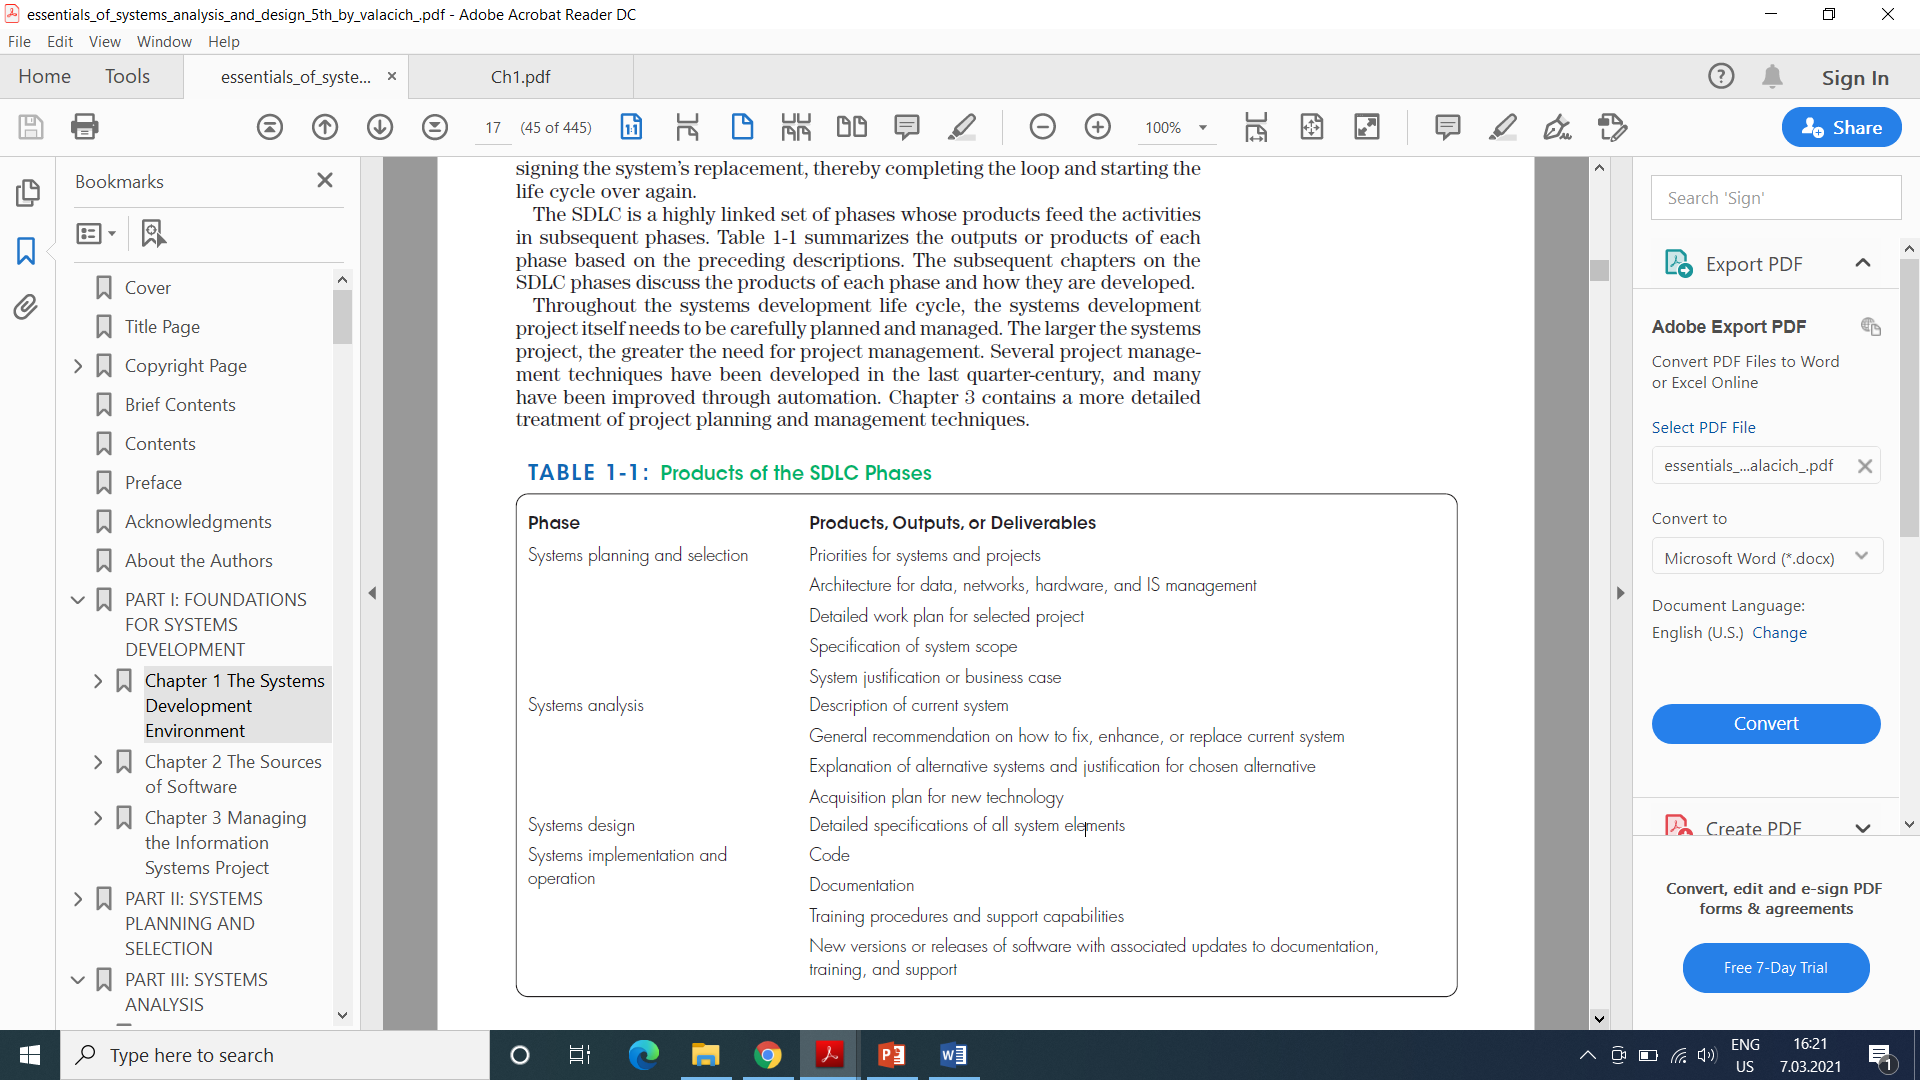 essentials_of_systems_analysis_and_design_5th_by_valacich_.pdf - Adobe Acrobat Reader DC
File Edit View Window Help
Home Tools essentials_of_syste... × Ch1.pdf ? Sign In
17 (45 of 445) 1:1 100% Share
Bookmarks
Cover
Title Page
Copyright Page
Brief Contents
Contents
Preface
Acknowledgments
About the Authors
PART I: FOUNDATIONS
FOR SYSTEMS
DEVELOPMENT
Chapter 1 The Systems
Development
Environment
Chapter 2 The Sources
of Software
Chapter 3 Managing
the Information
Systems Project
PART II: SYSTEMS
PLANNING AND
SELECTION
PART III: SYSTEMS
ANALYSIS
signing the system's replacement, thereby completing the loop and starting the
life cycle over again.
The SDLC is a highly linked set of phases whose products feed the activities
in subsequent phases. Table 1-1 summarizes the outputs or products of each
phase based on the preceding descriptions. The subsequent chapters on the
SDLC phases discuss the products of each phase and how they are developed.
Throughout the systems development life cycle, the systems development
project itself needs to be carefully planned and managed. The larger the systems
project, the greater the need for project management. Several project manage-
ment techniques have been developed in the last quarter-century, and many
have been improved through automation. Chapter 3 contains a more detailed
treatment of project planning and management techniques.
TABLE 1-1: Products of the SDLC Phases
Phase Products, Outputs, or Deliverables
Systems planning and selection Priorities for systems and projects
Architecture for data, networks, hardware, and IS management
Detailed work plan for selected project
Specification of system scope
System justification or business case
Systems analysis Description of current system
General recommendation on how to fix, enhance, or replace current system
Explanation of alternative systems and justification for chosen alternative
Acquisition plan for new technology
Systems design Detailed specifications of all system elements
Systems implementation and Code
operation
Documentation
Training procedures and support capabilities
New versions or releases of software with associated updates to documentation,
training, and support
Search 'Sign'
Export PDF
Adobe Export PDF
Convert PDF Files to Word
or Excel Online
Select PDF File
essentials_...alacich_.pdf
Convert to
Microsoft Word (*.docx)
Document Language:
English (U.S.) Change
Convert
Create PDF
Convert, edit and e-sign PDF
forms & agreements
Free 7-Day Trial
Type here to search
ENG
US
16:21
7.03.2021
1